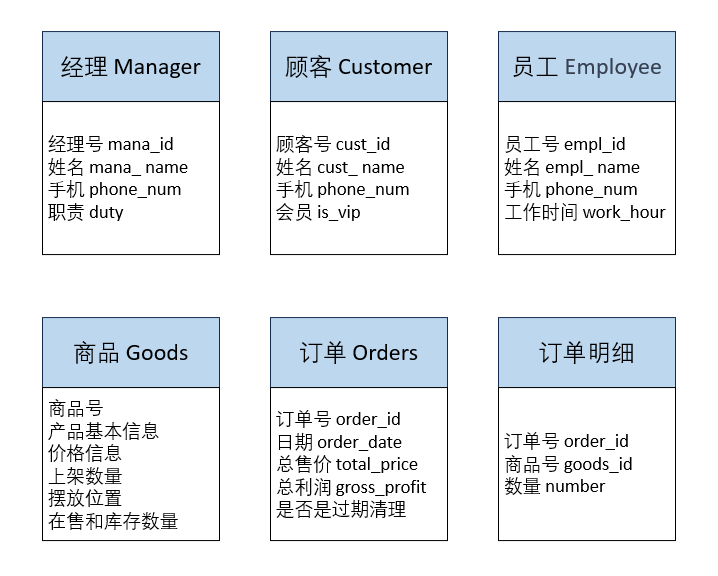 经理 Manager
经理号 mana_id
姓名 mana_ name
手机 phone_num
职责 duty
顾客 Customer
顾客号 cust_id
姓名 cust_ name
手机 phone_num
会员 is_vip
员工 Employee
员工号 empl_id
姓名 empl_ name
手机 phone_num
工作时间 work_hour
商品 Goods
商品号
产品基本信息
价格信息
上架数量
摆放位置
在售和库存数量
订单 Orders
订单号 order_id
日期 order_date
总售价 total_price
总利润 gross_profit
是否是过期清理
订单明细
订单号 order_id
商品号 goods_id
数量 number